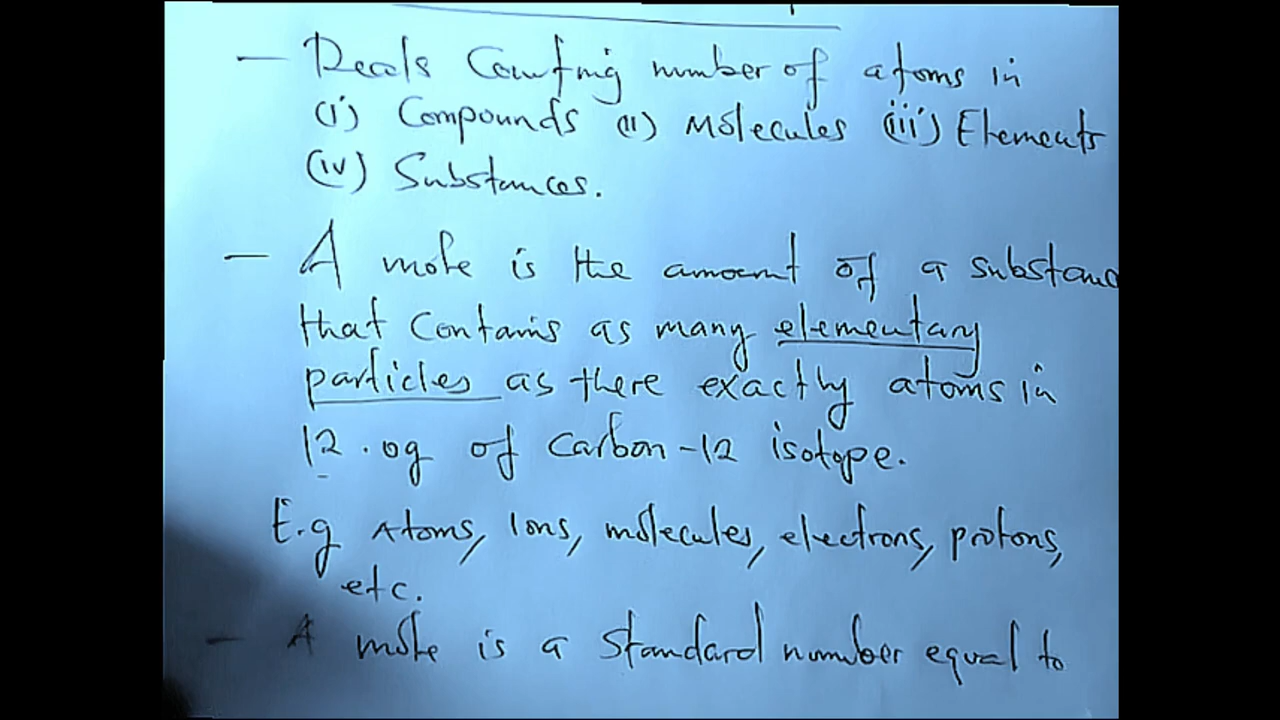 - Deals Counting number of atoms in
(i) Compounds (ii) Molecules (iii) Elements
(iv) Substances.
- A mole is the amount of a substanc
that Contains as many elementary
particles as there exactly atoms in
12.0g of Carbon-12 isotope.
E.g Atoms, Ions, molecules, electrons, protons,
etc.
- A mole is a standard number equal to